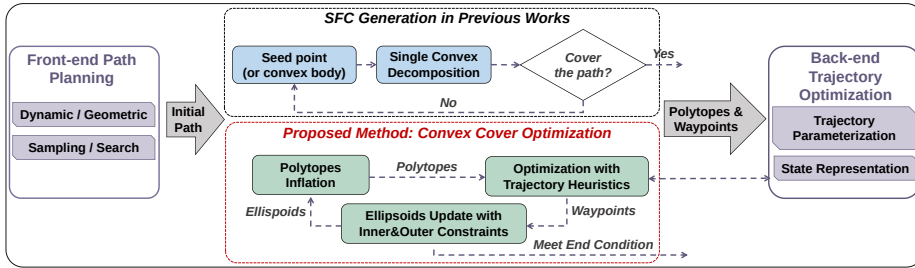 SFC Generation in Previous Works
Front-end Path
Planning
Dynamic / Geometric
Sampling / Search
Initial
Path
Seed point
(or convex body)
Single Convex
Decomposition
Cover
the path?
Yes
No
Proposed Method: Convex Cover Optimization
Polytopes
Inflation
Polytopes
Optimization with
Trajectory Heuristics
Ellispoids
Waypoints
Ellipsoids Update with
Inner&Outer Constraints
Meet End Condition
Polytopes &
Waypoints
Back-end
Trajectory
Optimization
Trajectory
Parameterization
State Representation